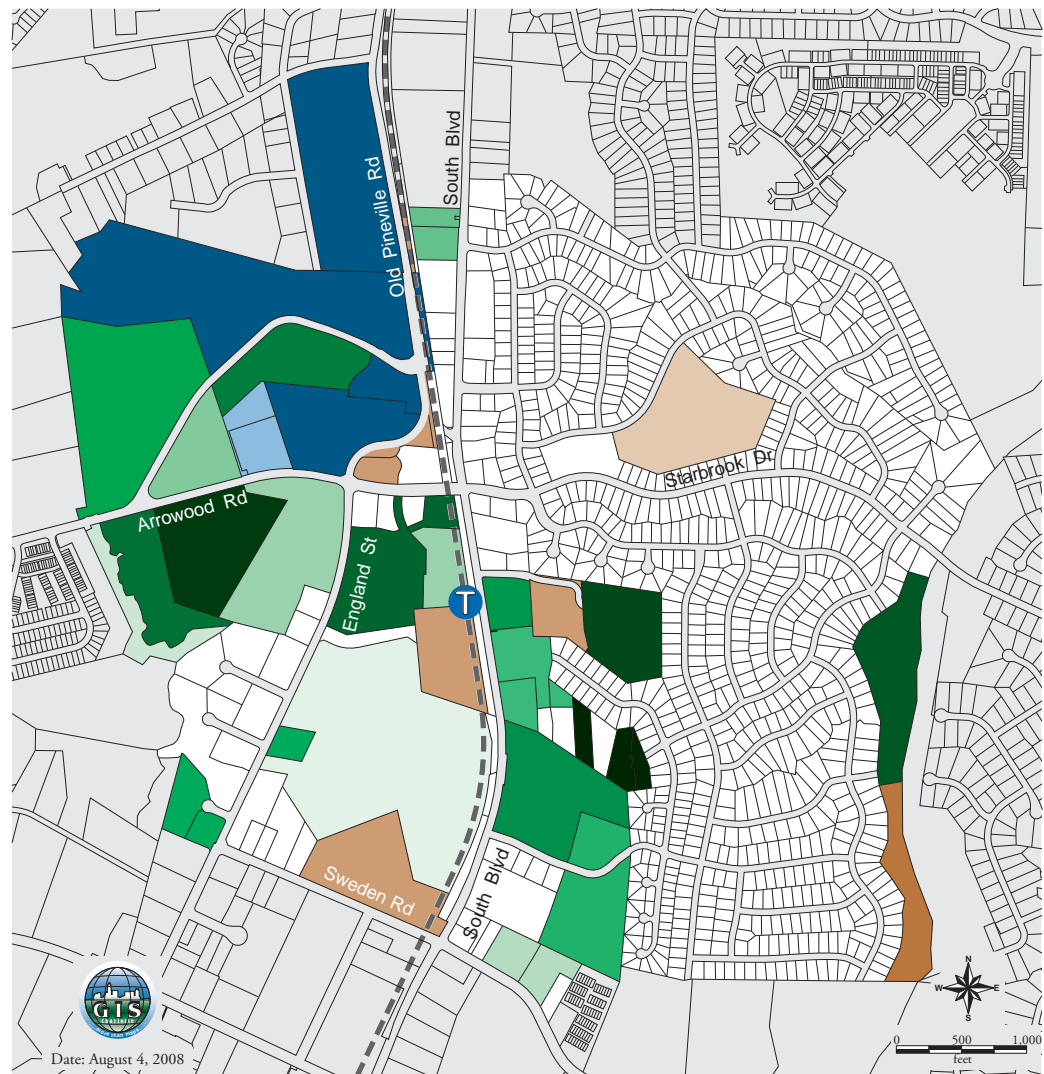 South Blvd
Old Pineville Rd
Starbrook Dr
Arrowood Rd
England St
T
Sweden Rd
South Blvd
GIS
Date: August 4, 2008
N
W E
S
0 500 1,000
feet